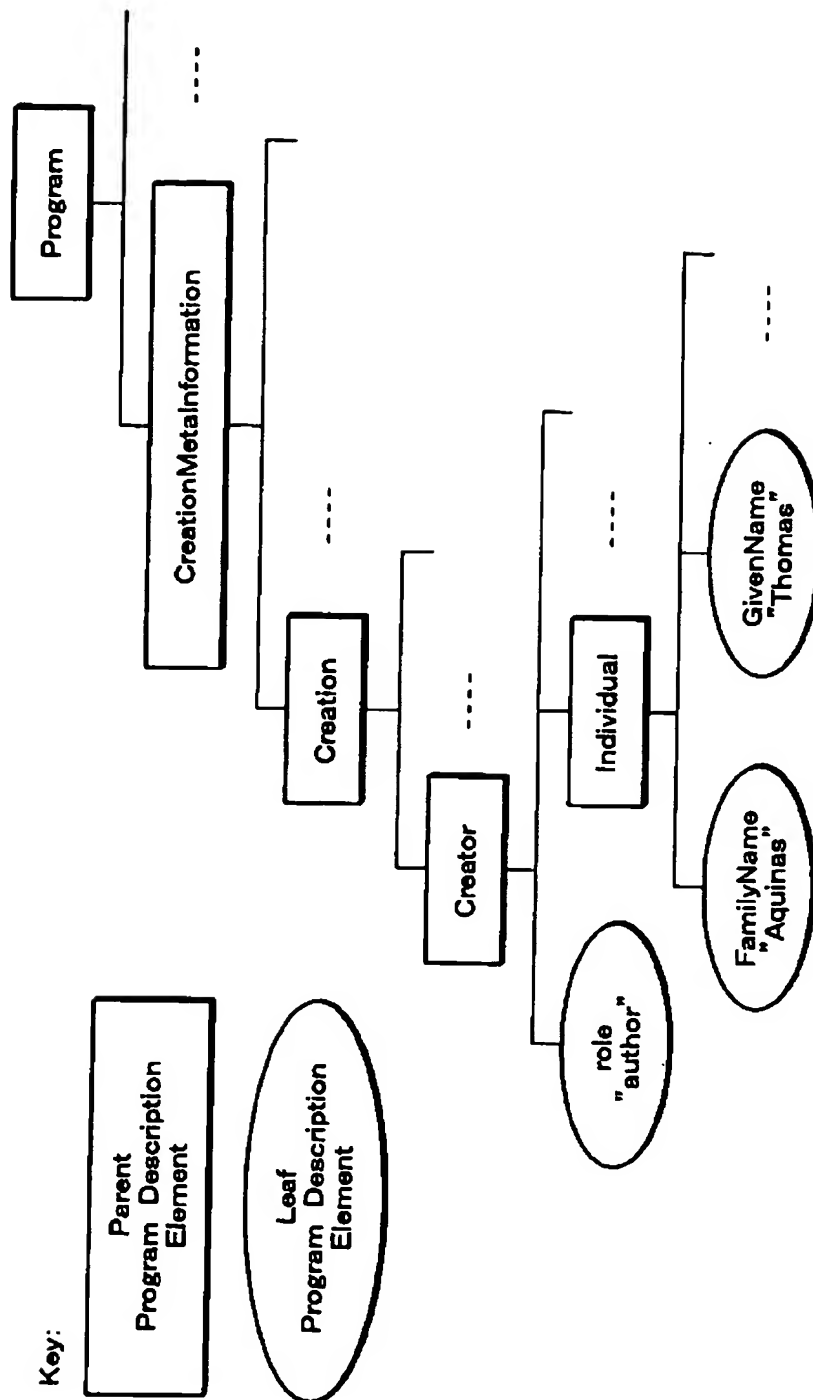 Key:
Parent
Program Description
Element
Leaf
Program Description
Element
Program
CreationMetaInformation
----
Creation
----
Creator
----
role
"author"
Individual
----
FamilyName
"Aquinas"
GivenName
"Thomas"
----